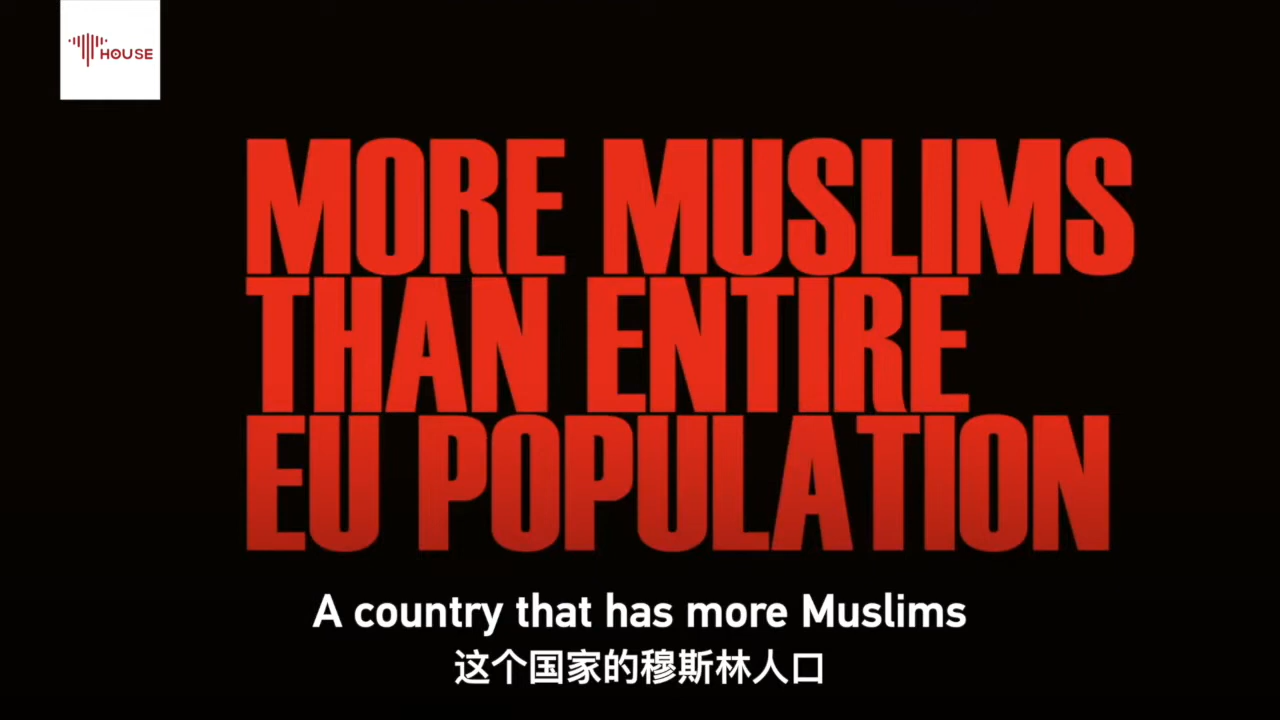 HOUSE
MORE MUSLIMS
THAN ENTIRE
EU POPULATION
A country that has more Muslims
这个国家的穆斯林人口